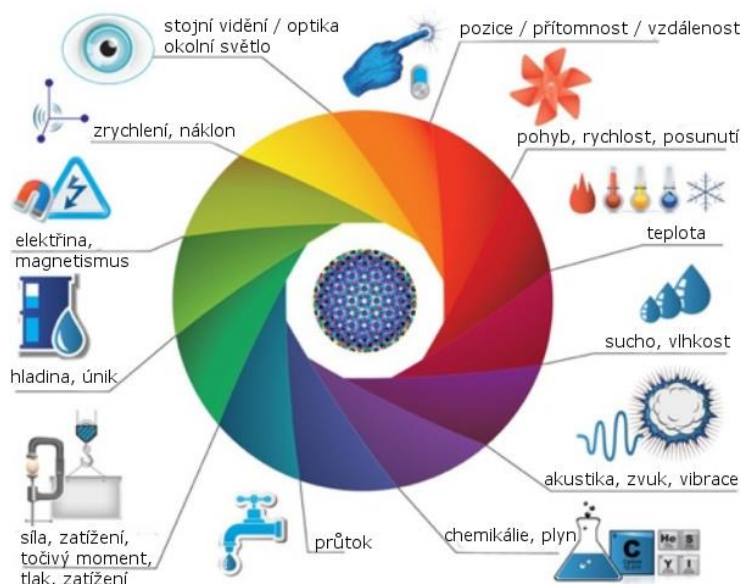 stojní vidění / optika
okolní světlo
pozice / přítomnost / vzdálenost
zrychlení, náklon
pohyb, rychlost, posunutí
elektřina,
magnetismus
teplota
hladina, únik
sucho, vlhkost
síla, zatížení,
točivý moment,
tlak, zatížení
průtok
chemikálie, plyn
akustika, zvuk, vibrace
C
He S
Y I